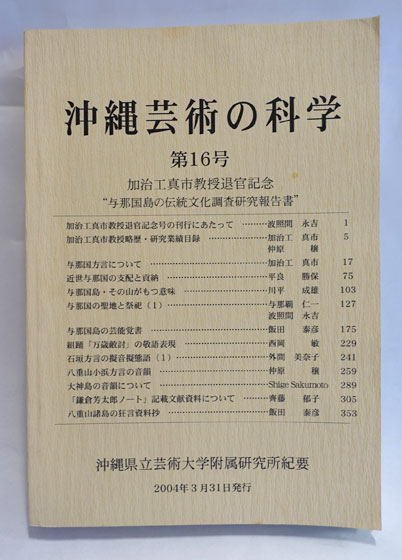 沖縄芸術の科学
第16号
加治工真市教授退官記念
“与那国島の伝統文化調査研究報告書”
加治工真市教授退官記念号の刊行にあたって ………波照間 永吉 1
加治工真市教授略歴・研究業績目録 ………………加治工 真市 5
仲原 穣
与那国方言について ………………………………加治工 真市 17
近世与那国の支配と貢納 …………………………平良 勝保 75
与那国島・その山がもつ意味 ……………………川平 成雄 103
与那国の聖地と祭祀(1) …………………………与那覇 仁一 127
波照間 永吉
与那国島の芸能覚書 ………………………………飯田 泰彦 175
組踊「万歳敵討」の敬語表現 ……………………西岡 敏 229
石垣方言の擬音擬態語(1) ………………………外間 美奈子 241
八重山小浜方言の音韻 ……………………………仲原 穣 259
大神島の音韻について ……………………………Shige Sakumoto 289
「鎌倉芳太郎ノート」記載文献資料について ……齊藤 郁子 305
八重山諸島の狂言資料抄 …………………………飯田 泰彦 353
沖縄県立芸術大学附属研究所紀要
2004年3月31日発行